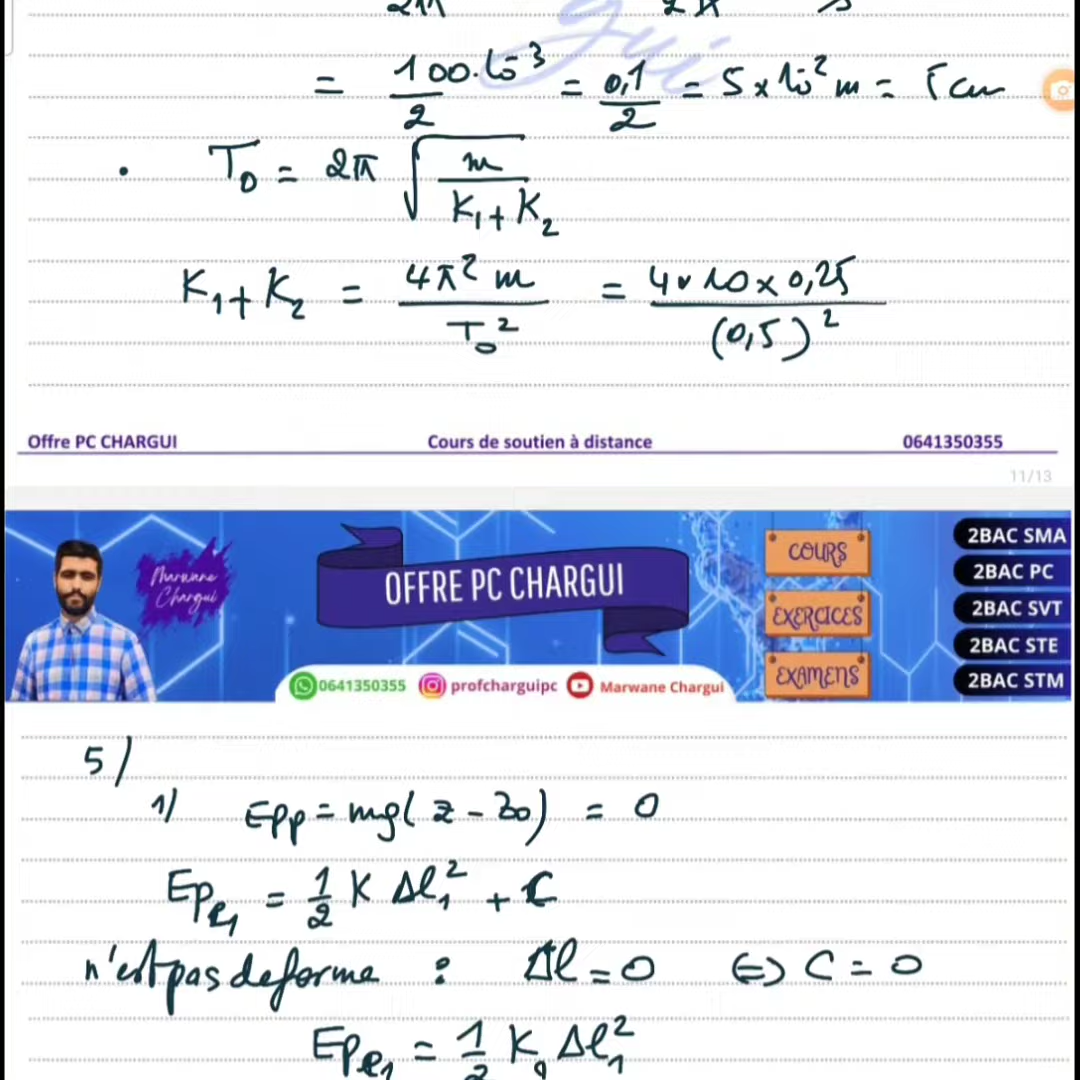 = 100.10⁻³/2 = 0,1/2 = 5 × 10⁻² m = 5 cm
• T₀ = 2π √(m/(K₁ + K₂))
K₁ + K₂ = 4π² m/T₀² = 4 × 10 × 0,25/(0,5)²
Offre PC CHARGUI Cours de soutien à distance 0641350355
11/13
Marwane Chargui
OFFRE PC CHARGUI
COURS
EXERCICES
EXAMENS
2BAC SMA
2BAC PC
2BAC SVT
2BAC STE
2BAC STM
0641350355 profcharguipc Marwane Chargui
5/
1/ Epp = mg(z - z₀) = 0
Epe₁ = 1/2 K Δl₁² + C
n'est pas deforme : Δl = 0 ⇔ C = 0
Epe₁ = 1/2 K₁ Δl₁²